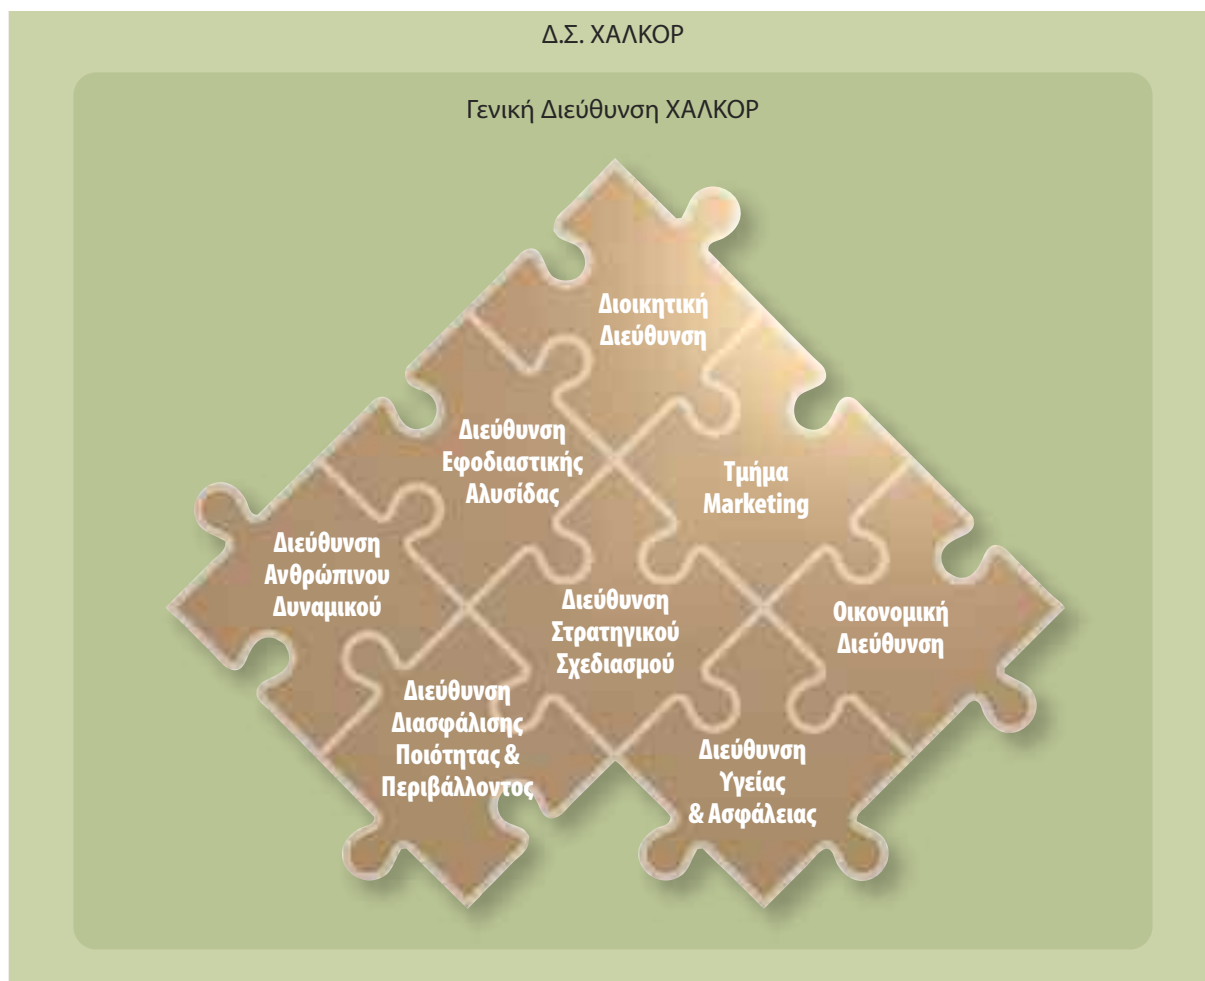 Δ.Σ. ΧΑΛΚΟΡ
Γενική Διεύθυνση ΧΑΛΚΟΡ
Διοικητική
Διεύθυνση
Διεύθυνση
Εφοδιαστικής
Αλυσίδας
Τμήμα
Marketing
Διεύθυνση
Ανθρώπινου
Δυναμικού
Διεύθυνση
Στρατηγικού
Σχεδιασμού
Οικονομική
Διεύθυνση
Διεύθυνση
Διασφάλισης
Ποιότητας &
Περιβάλλοντος
Διεύθυνση
Υγείας
& Ασφάλειας